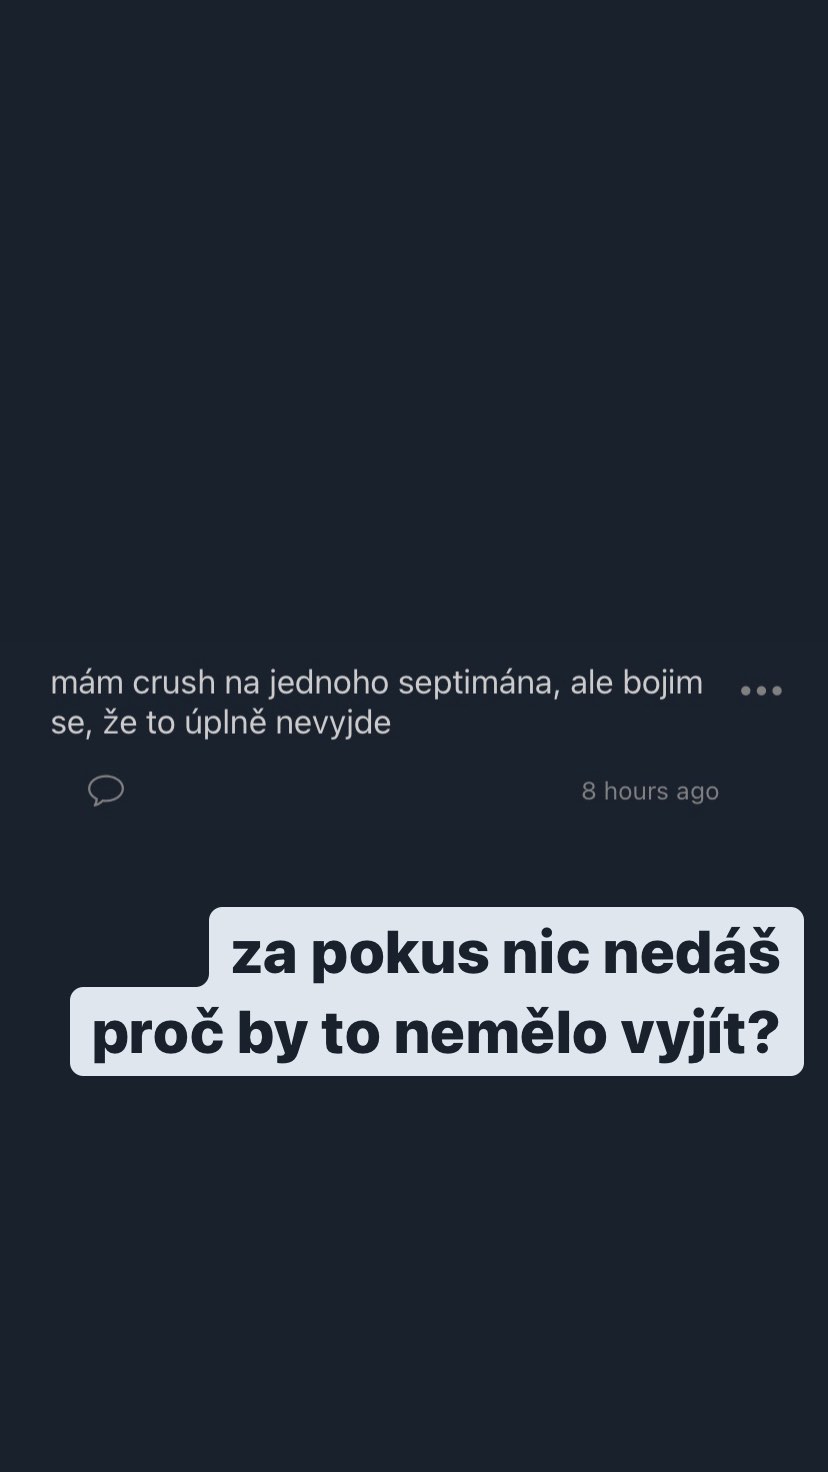 mám crush na jednoho septimána, ale bojim
se, že to úplně nevyjde
8 hours ago
za pokus nic nedáš
proč by to nemělo vyjít?